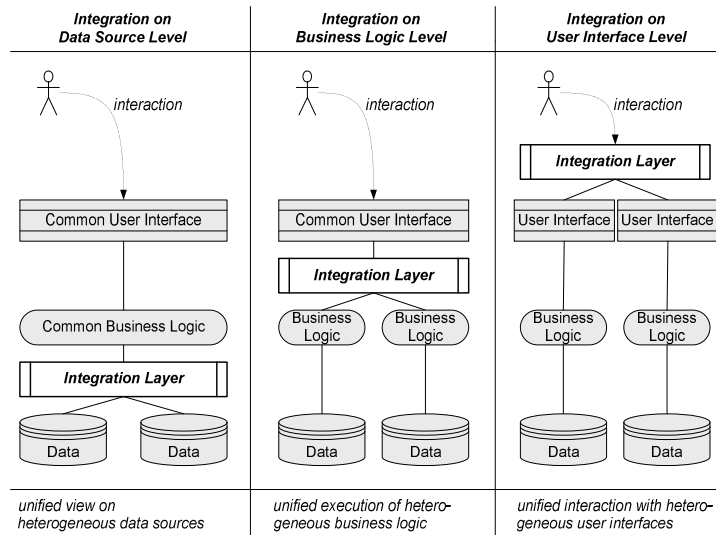 Integration on
Data Source Level
interaction
Common User Interface
Common Business Logic
Integration Layer
Data
Data
unified view on
heterogeneous data sources
Integration on
Business Logic Level
interaction
Common User Interface
Integration Layer
Business
Logic
Business
Logic
Data
Data
unified execution of hetero-
geneous business logic
Integration on
User Interface Level
interaction
Integration Layer
User Interface
User Interface
Business
Logic
Business
Logic
Data
Data
unified interaction with hetero-
geneous user interfaces